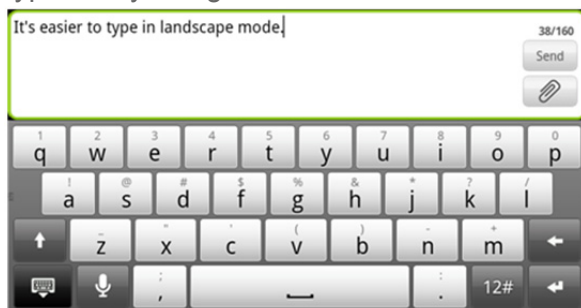 It's easier to type in landscape mode.
38/160
Send
1 2 3 4 5 6 7 8 9 0
q w e r t y u i o p
! @ # $ % & * ? /
a s d f g h j k l
_ " ' ( ) - +
z x c v b n m
; :
, . 12#